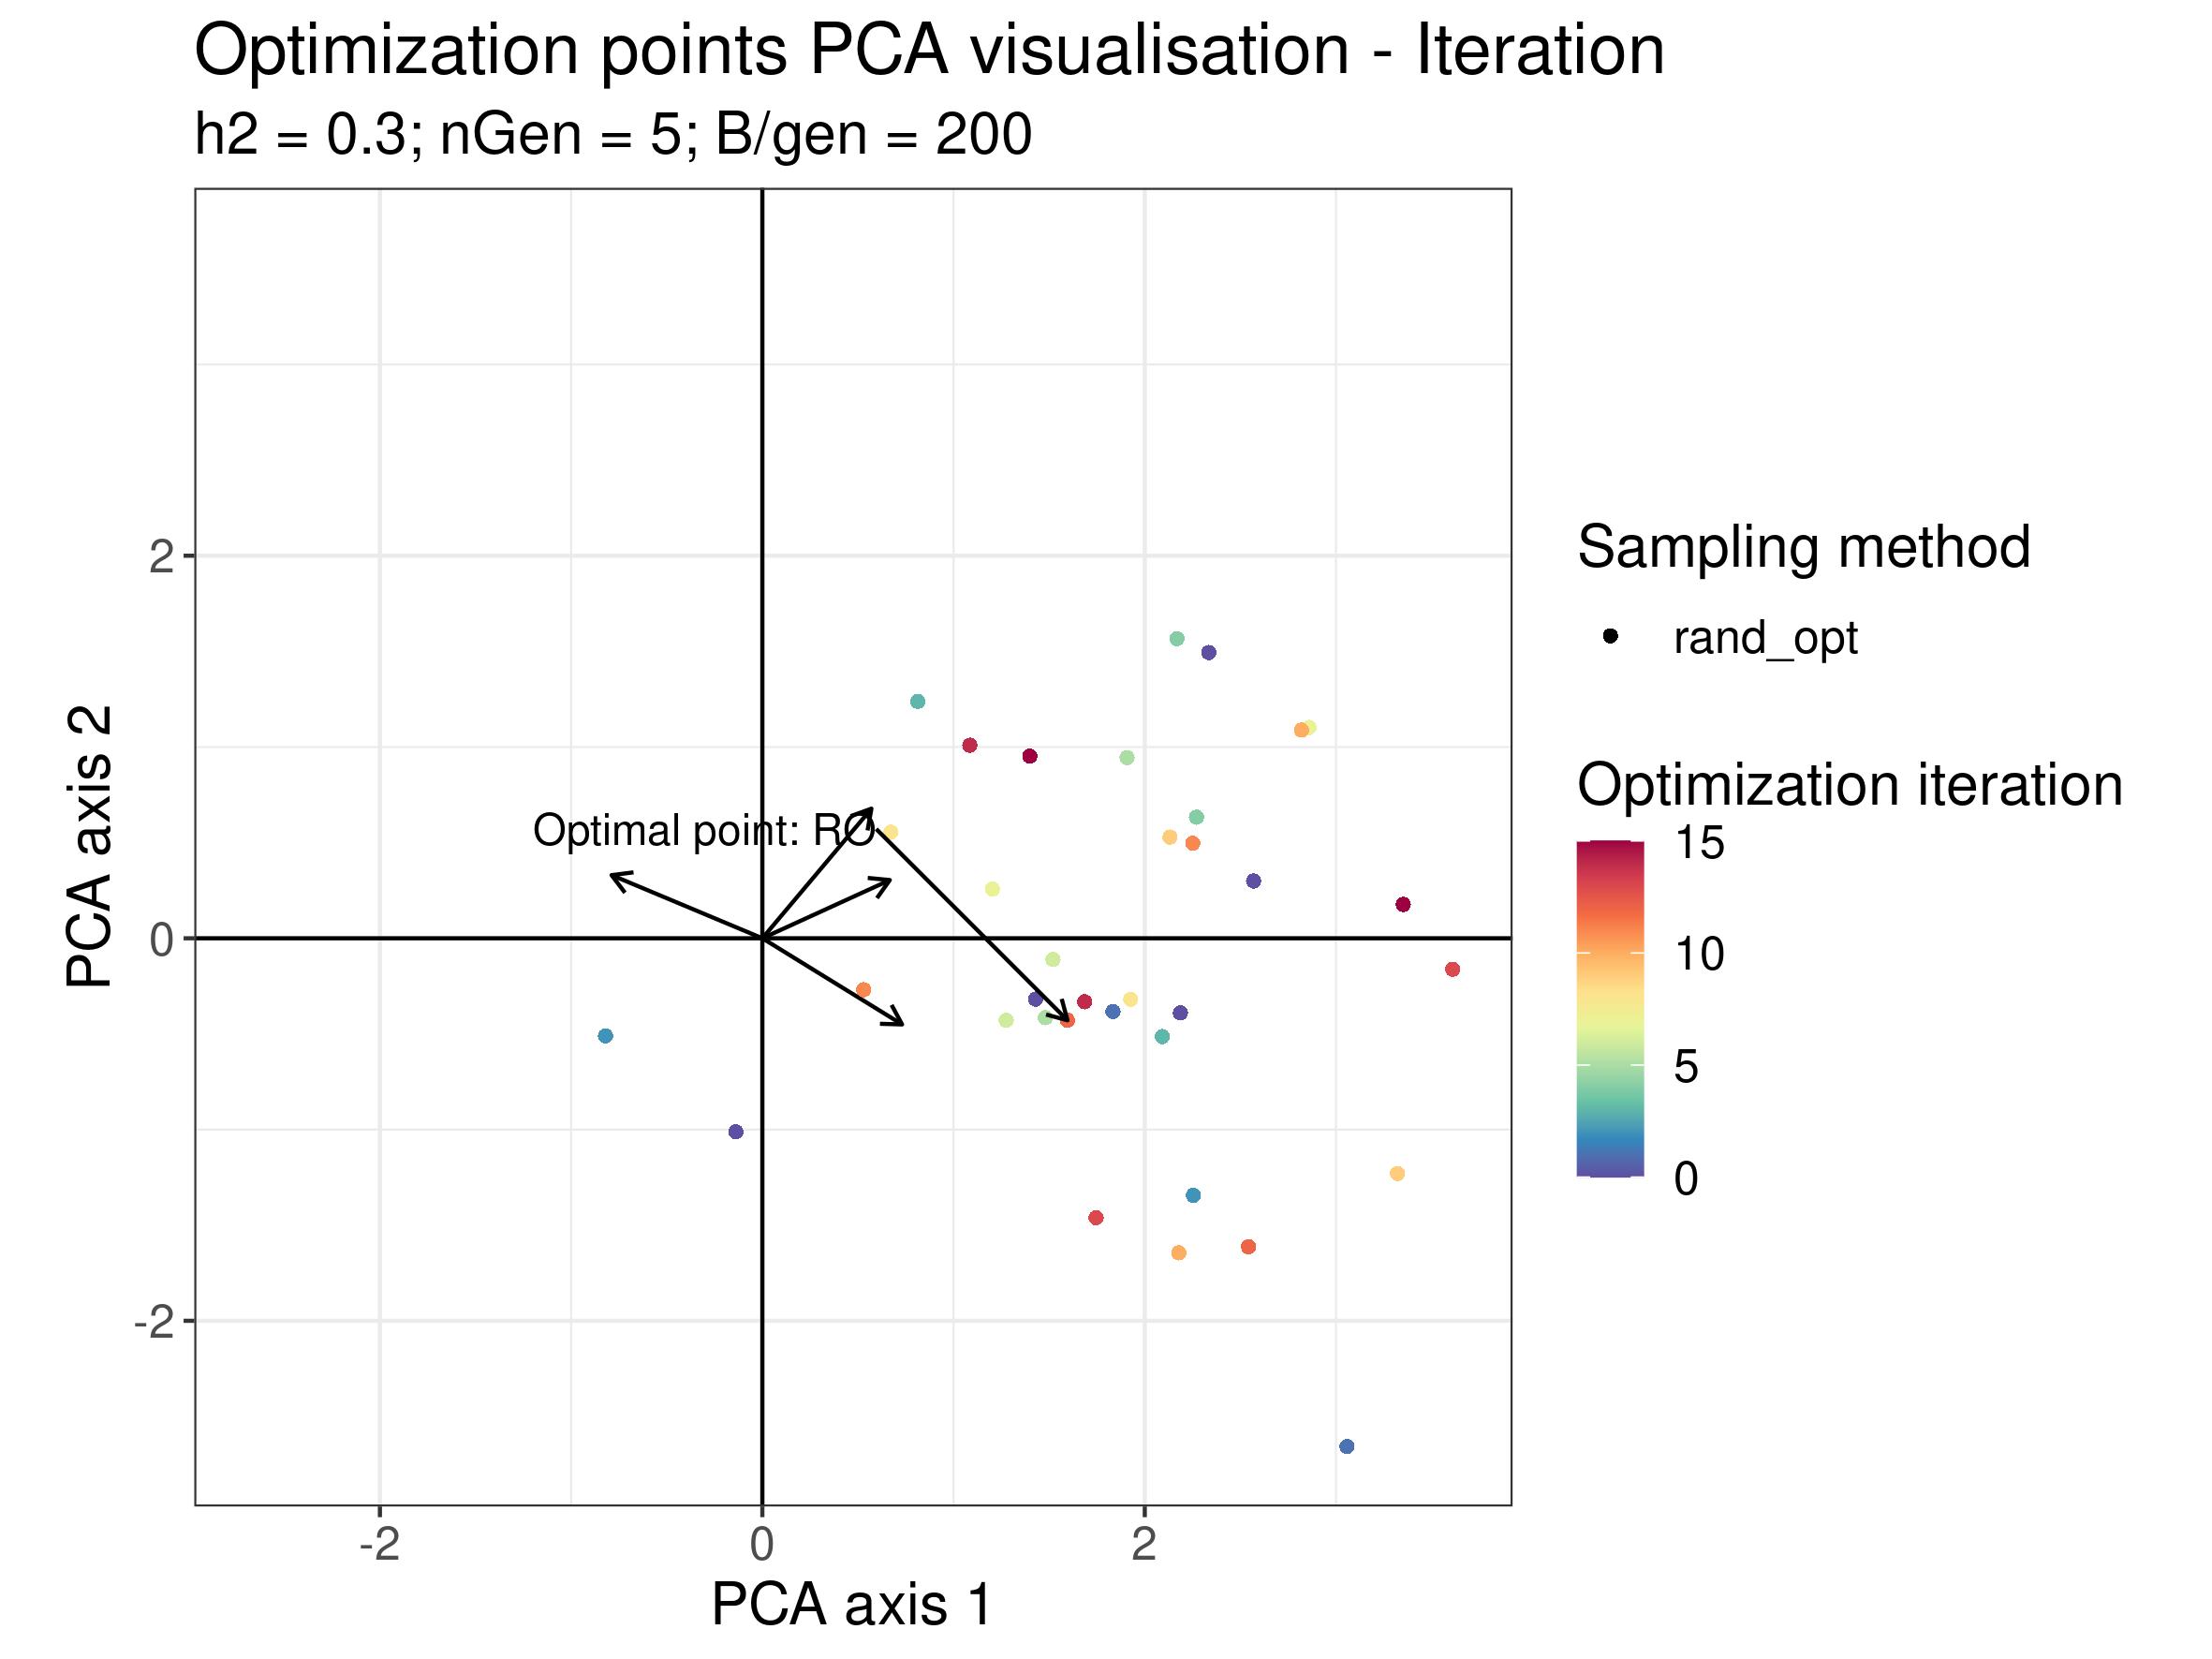 Optimization points PCA visualisation - Iteration
h2 = 0.3; nGen = 5; B/gen = 200
PCA axis 2
2
0
-2
Optimal point: RO
-2
0
2
PCA axis 1
Sampling method
rand_opt
Optimization iteration
15
10
5
0